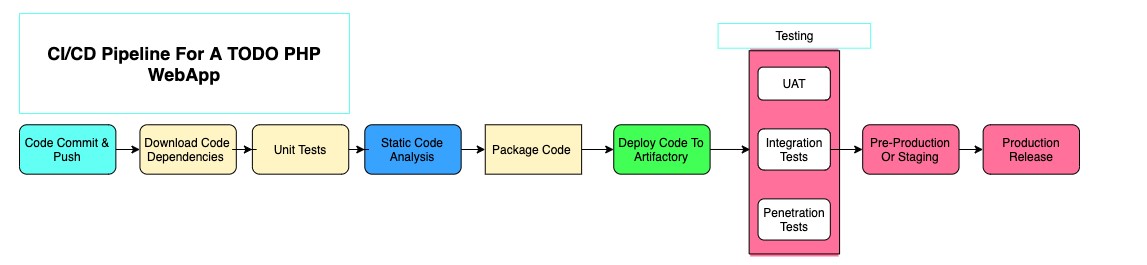 CI/CD Pipeline For A TODO PHP
WebApp
Testing
Code Commit &
Push
Download Code
Dependencies
Unit Tests
Static Code
Analysis
Package Code
Deploy Code To
Artifactory
UAT
Integration
Tests
Penetration
Tests
Pre-Production
Or Staging
Production
Release